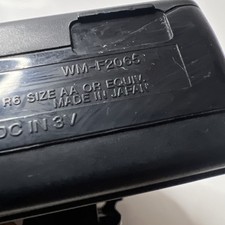 WM-F2065
R6 SIZE AA OR EQUIV.
MADE IN JAPAN
DC IN 3V